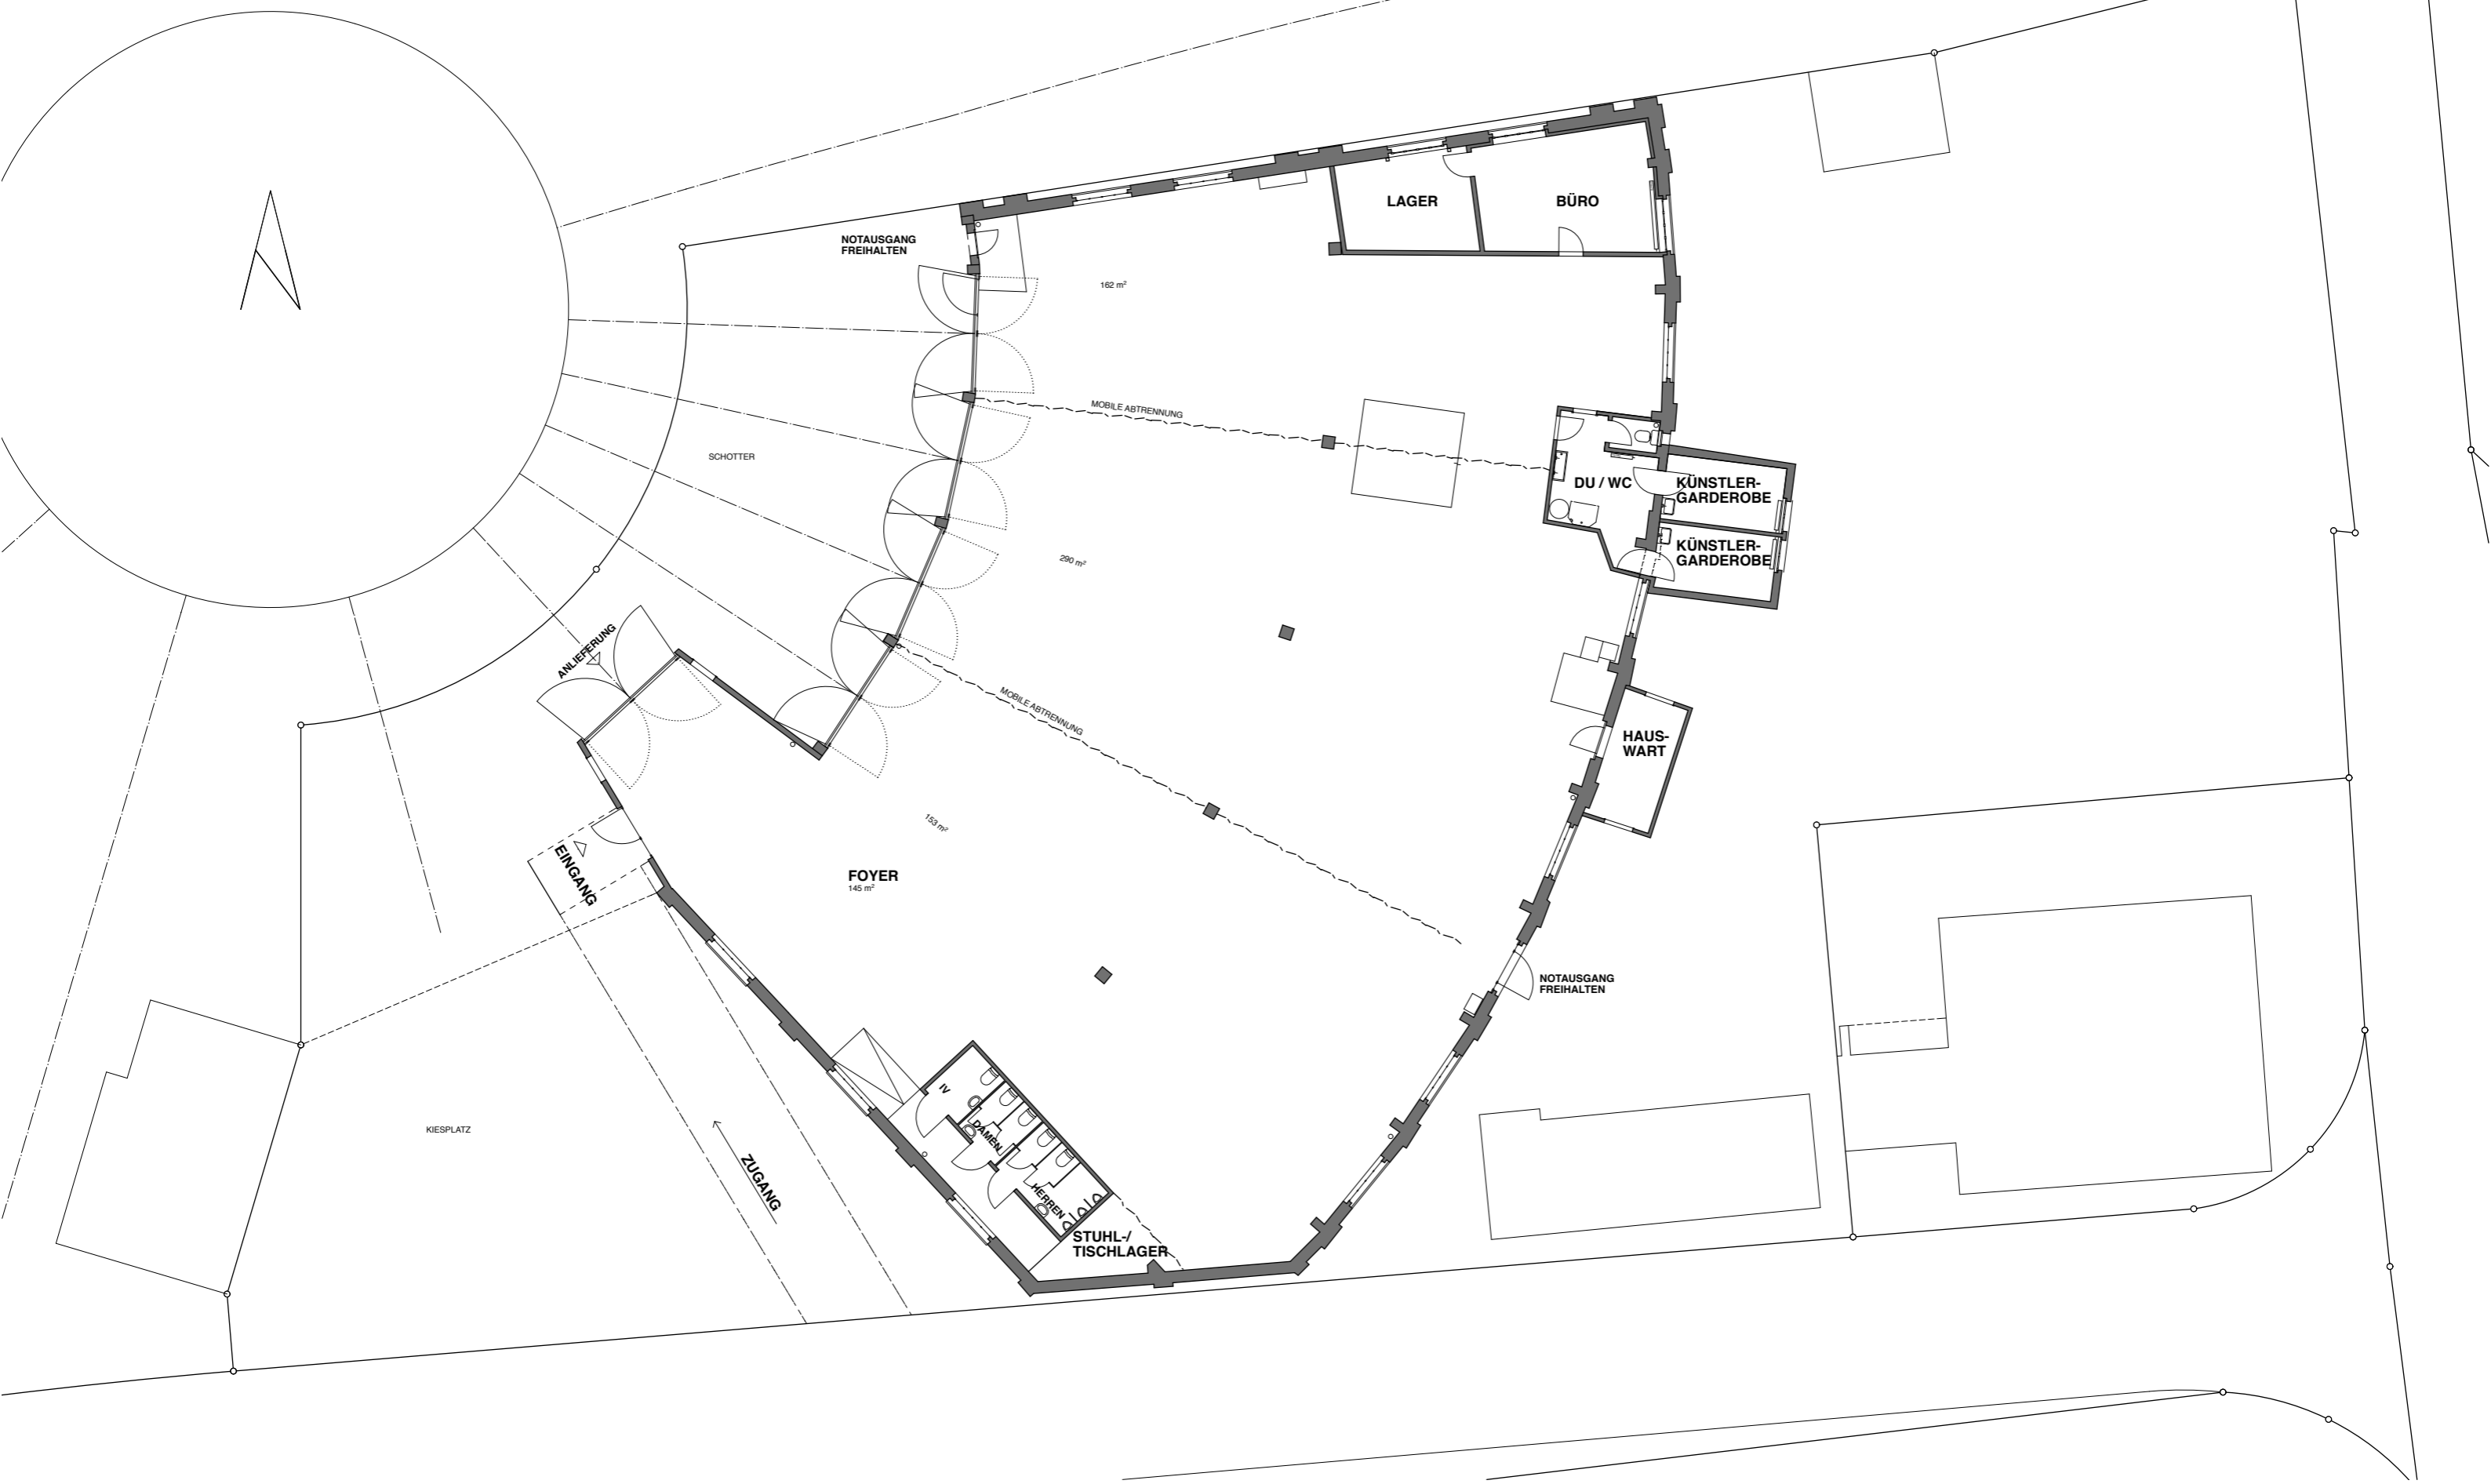 LAGER
BÜRO
NOTAUSGANG
FREIHALTEN
162 m²
MOBILE ABTRENNUNG
SCHOTTER
DU / WC
KÜNSTLER-
GARDEROBE
KÜNSTLER-
GARDEROBE
290 m²
ANLIEFERUNG
MOBILE ABTRENNUNG
HAUS-
WART
153 m²
EINGANG
FOYER
145 m²
NOTAUSGANG
FREIHALTEN
IV
DAMEN
KIESPLATZ
ZUGANG
HERREN
STUHL-/
TISCHLAGER